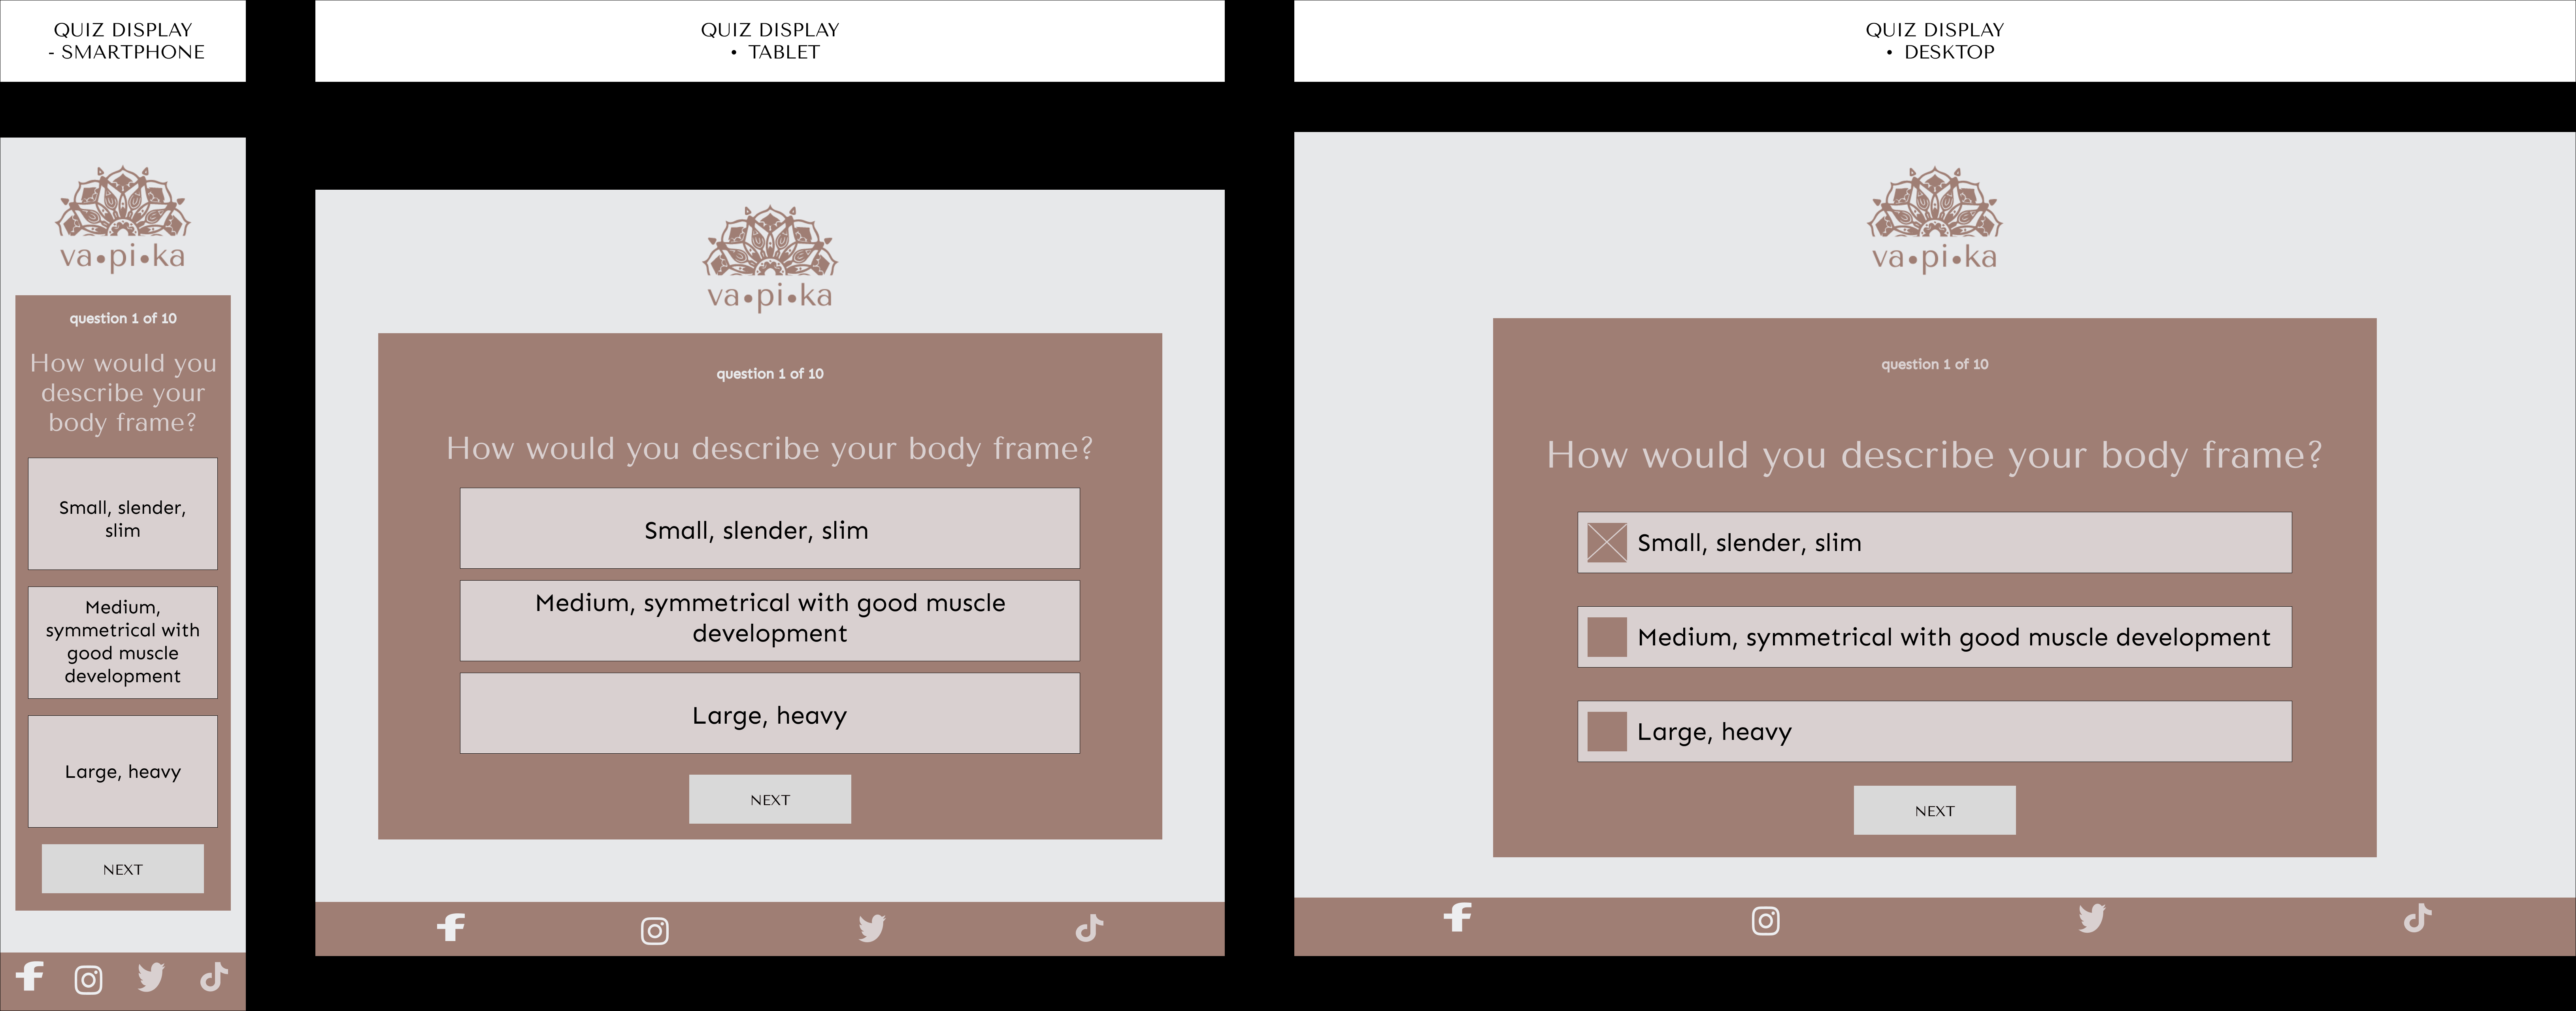 QUIZ DISPLAY
- SMARTPHONE
va•pi•ka
question 1 of 10
How would you
describe your
body frame?
Small, slender,
slim
Medium,
symmetrical with
good muscle
development
Large, heavy
NEXT
QUIZ DISPLAY
• TABLET
va•pi•ka
question 1 of 10
How would you describe your body frame?
Small, slender, slim
Medium, symmetrical with good muscle
development
Large, heavy
NEXT
QUIZ DISPLAY
• DESKTOP
va•pi•ka
question 1 of 10
How would you describe your body frame?
Small, slender, slim
Medium, symmetrical with good muscle development
Large, heavy
NEXT